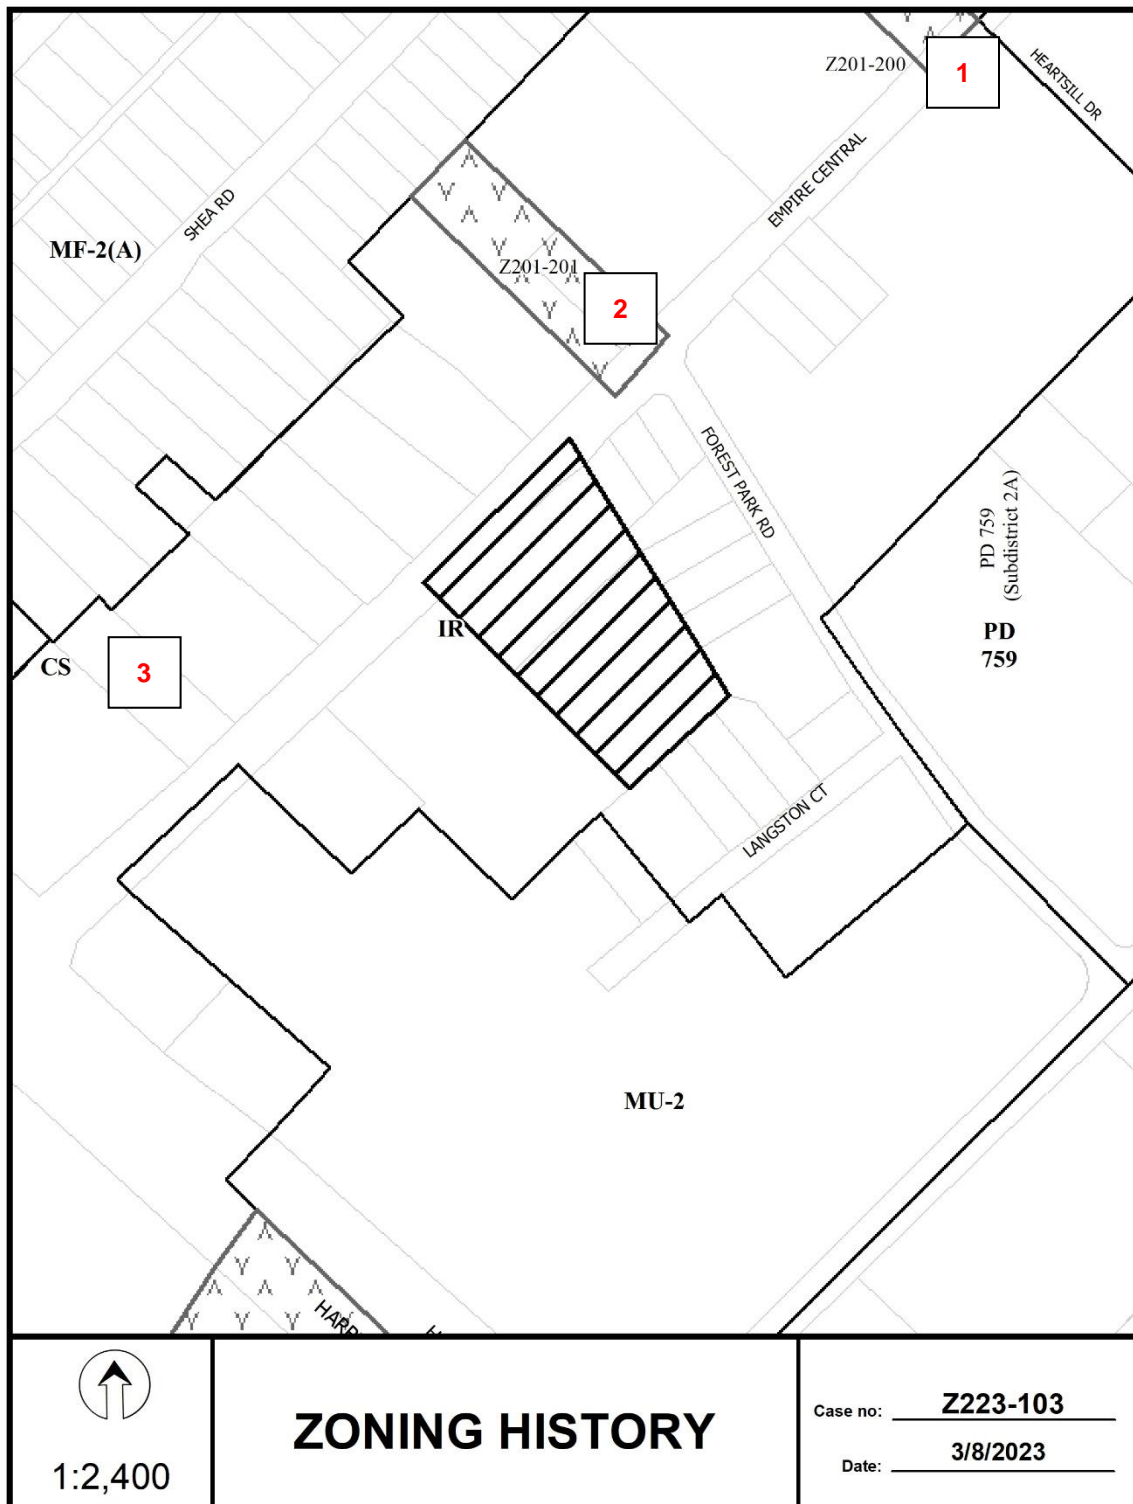 Z201-200
1
HEARTSILL DR
EMPIRE CENTRAL
SHEA RD
MF-2(A)
Z201-201
2
FOREST PARK RD
PD 759
(Subdistrict 2A)
PD
759
IR
CS
3
LANGSTON CT
MU-2
1:2,400
ZONING HISTORY
Case no: Z223-103
Date: 3/8/2023